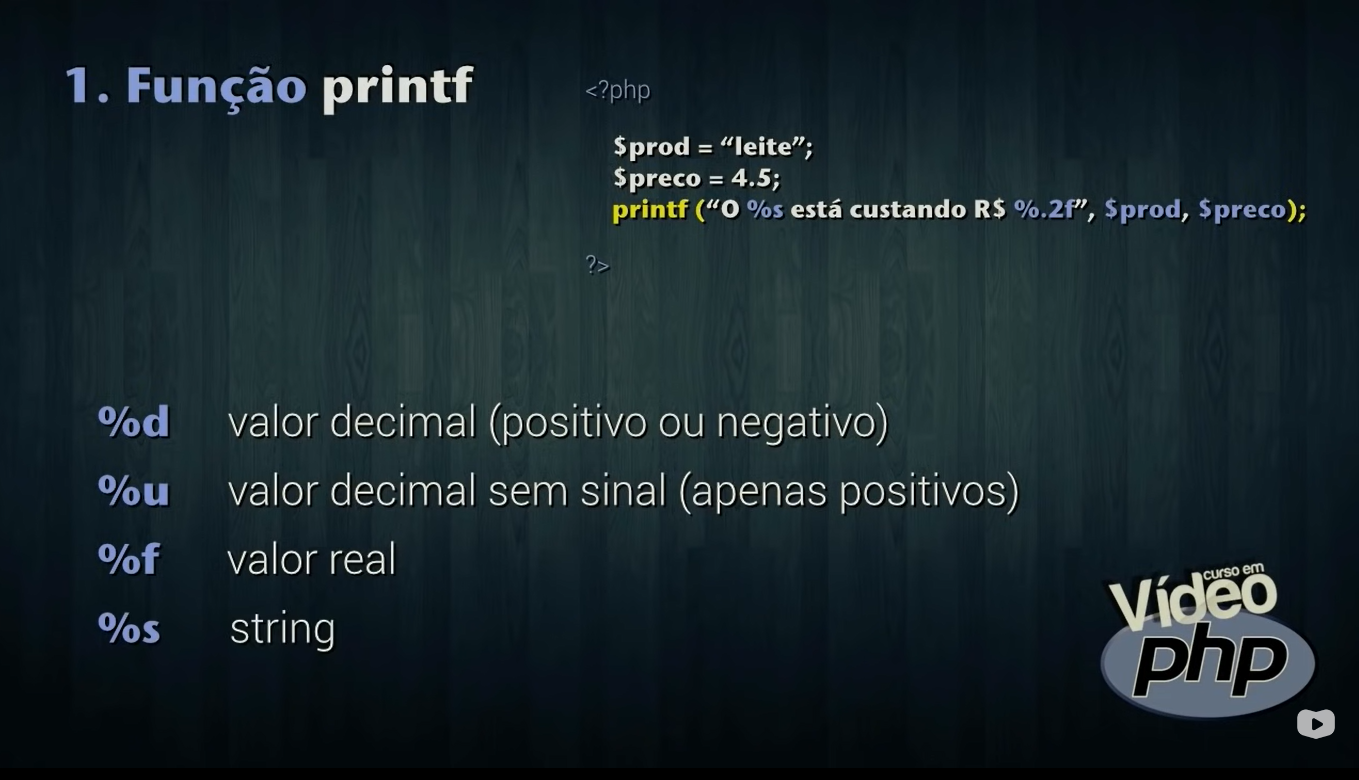 1. Função printf
<?php
$prod = “leite”;
$preco = 4.5;
printf (“O %s está custando R$ %.2f”, $prod, $preco);
?>
%d valor decimal (positivo ou negativo)
%u valor decimal sem sinal (apenas positivos)
%f valor real
%s string
curso em
Vídeo
php